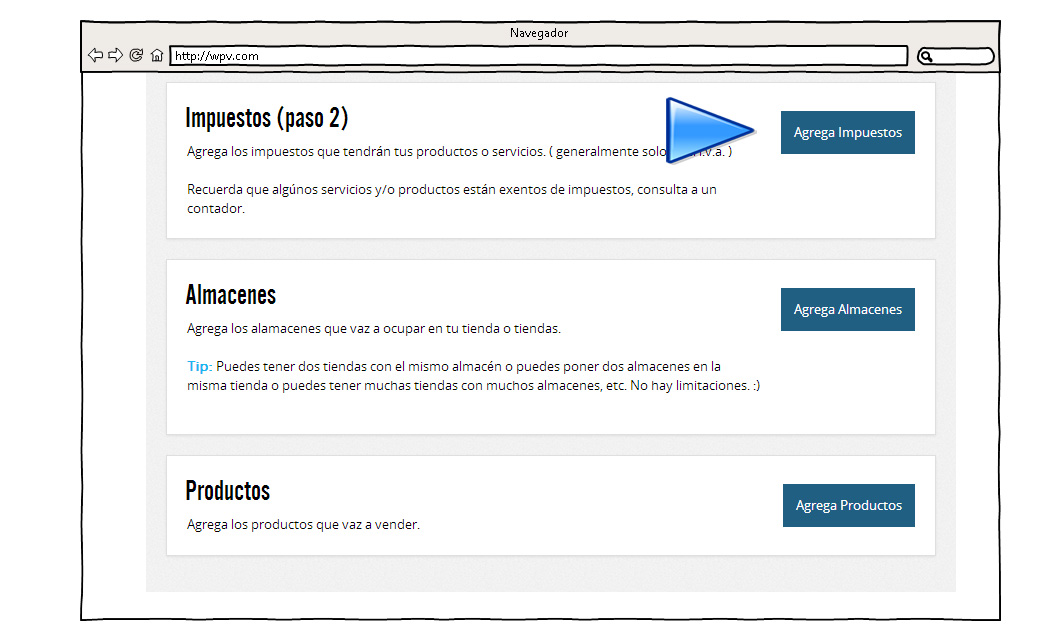 Navegador
http://wpv.com
Impuestos (paso 2)
Agrega Impuestos
Agrega los impuestos que tendrán tus productos o servicios. ( generalmente solo i.v.a. )
Recuerda que algúnos servicios y/o productos están exentos de impuestos, consulta a un
contador.
Almacenes
Agrega Almacenes
Agrega los alamacenes que vaz a ocupar en tu tienda o tiendas.
Tip: Puedes tener dos tiendas con el mismo almacén o puedes poner dos almacenes en la
misma tienda o puedes tener muchas tiendas con muchos almacenes, etc. No hay limitaciones. :)
Productos
Agrega Productos
Agrega los productos que vaz a vender.